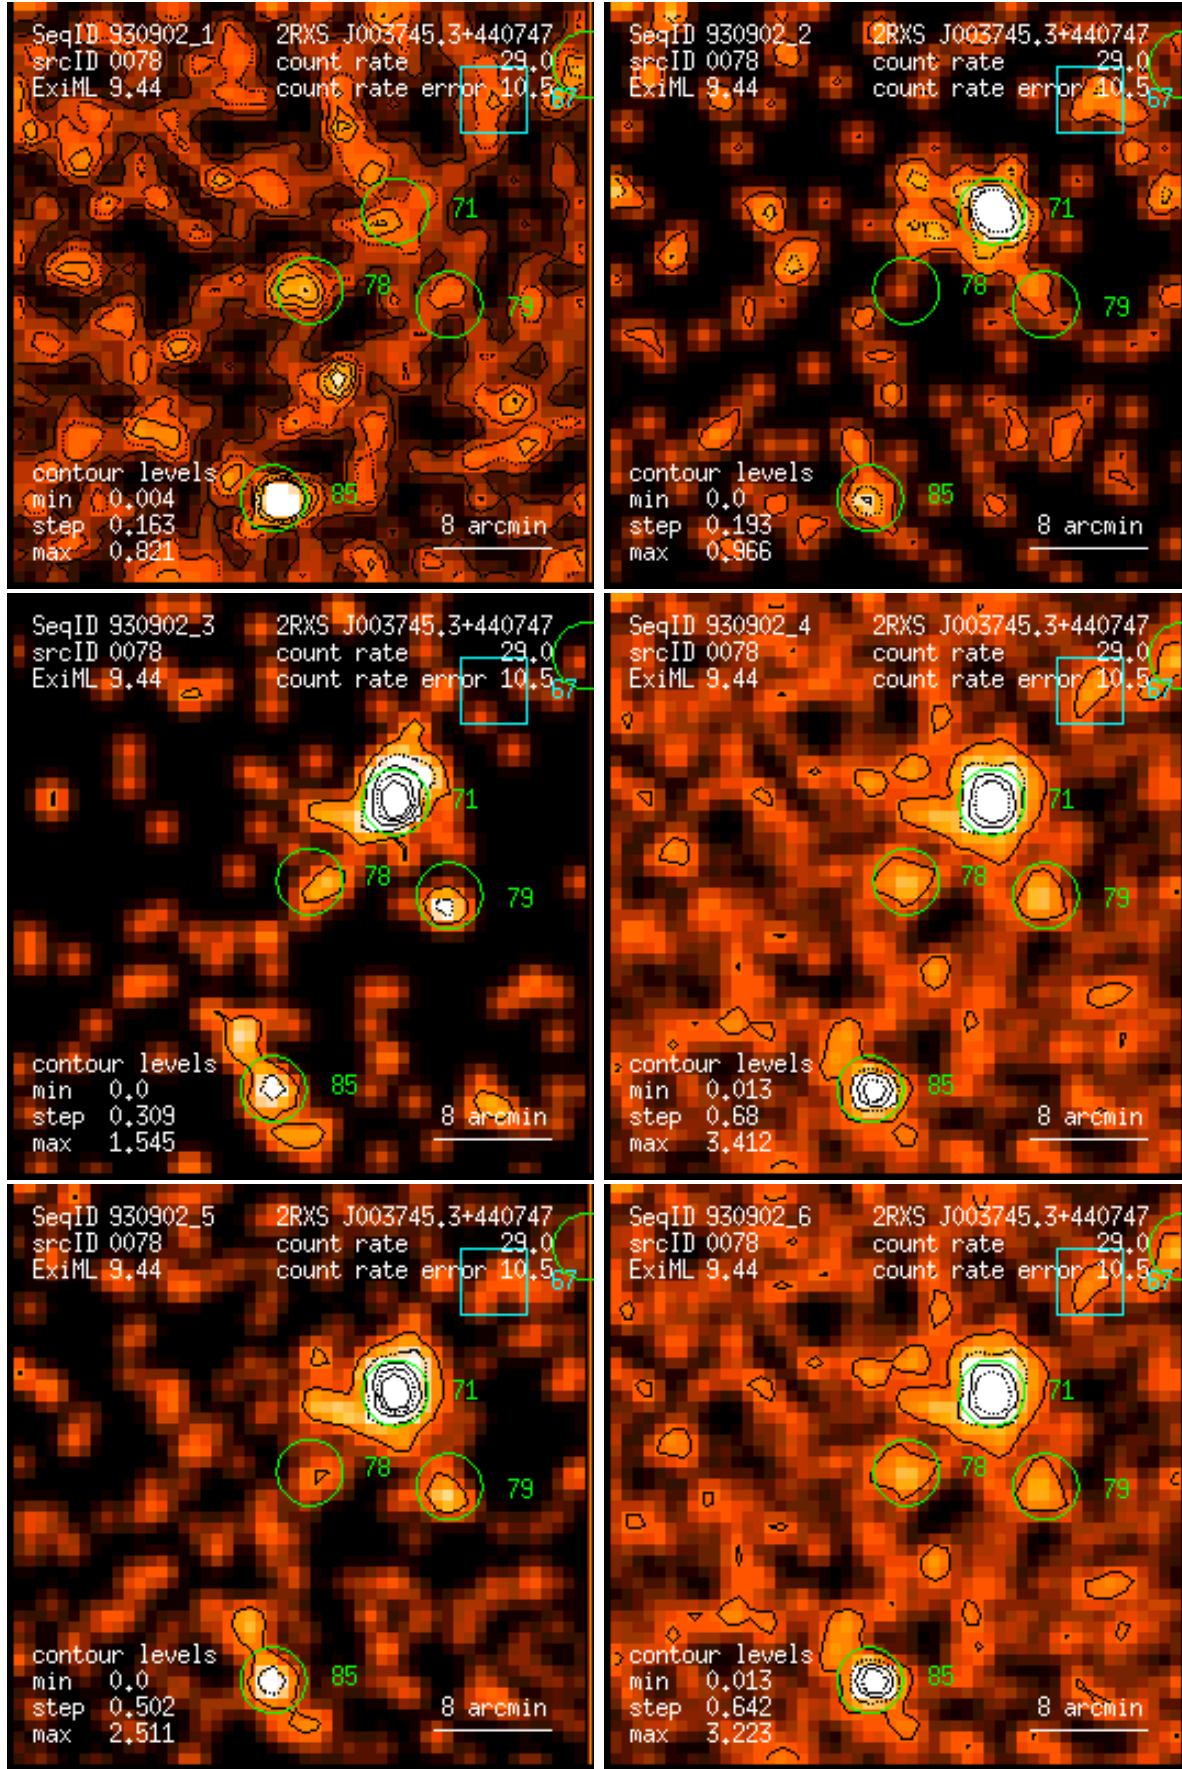 SeqID 930902_1 2RXS J003745.3+440747
srcID 0078 count rate 29.0
ExiML 9.44 count rate error 10.5
67
71
78
79
contour levels
min 0.004
85
step 0.163
8 arcmin
max 0.821
SeqID 930902_2 2RXS J003745.3+440747
srcID 0078 count rate 29.0
ExiML 9.44 count rate error 10.5
67
71
78
79
contour levels
min 0.0
85
step 0.193
8 arcmin
max 0.966
SeqID 930902_3 2RXS J003745.3+440747
srcID 0078 count rate 29.0
ExiML 9.44 count rate error 10.5
67
71
78
79
contour levels
min 0.0
85
step 0.309
8 arcmin
max 1.545
SeqID 930902_4 2RXS J003745.3+440747
srcID 0078 count rate 29.0
ExiML 9.44 count rate error 10.5
67
71
78
79
contour levels
min 0.013
85
step 0.68
8 arcmin
max 3.412
SeqID 930902_5 2RXS J003745.3+440747
srcID 0078 count rate 29.0
ExiML 9.44 count rate error 10.5
67
71
78
79
contour levels
min 0.0
85
step 0.502
8 arcmin
max 2.511
SeqID 930902_6 2RXS J003745.3+440747
srcID 0078 count rate 29.0
ExiML 9.44 count rate error 10.5
67
71
78
79
contour levels
min 0.013
85
step 0.642
8 arcmin
max 3.223